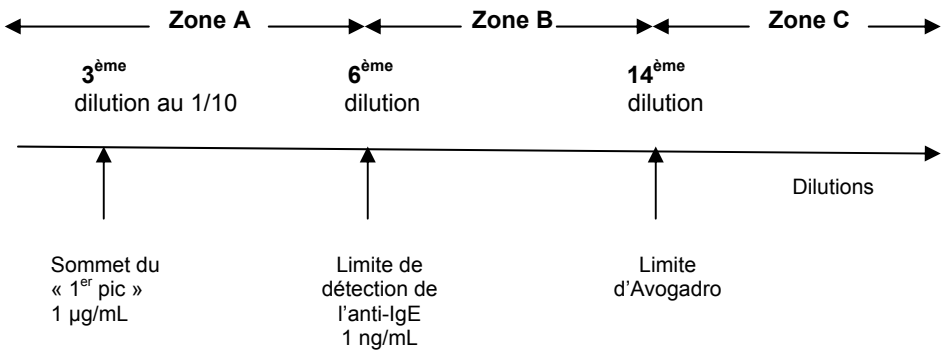 Zone A Zone B Zone C
3ème 6ème 14ème
dilution au 1/10 dilution dilution
Dilutions
Sommet du Limite de Limite
« 1er pic » détection de d’Avogadro
1 µg/mL l’anti-IgE
1 ng/mL